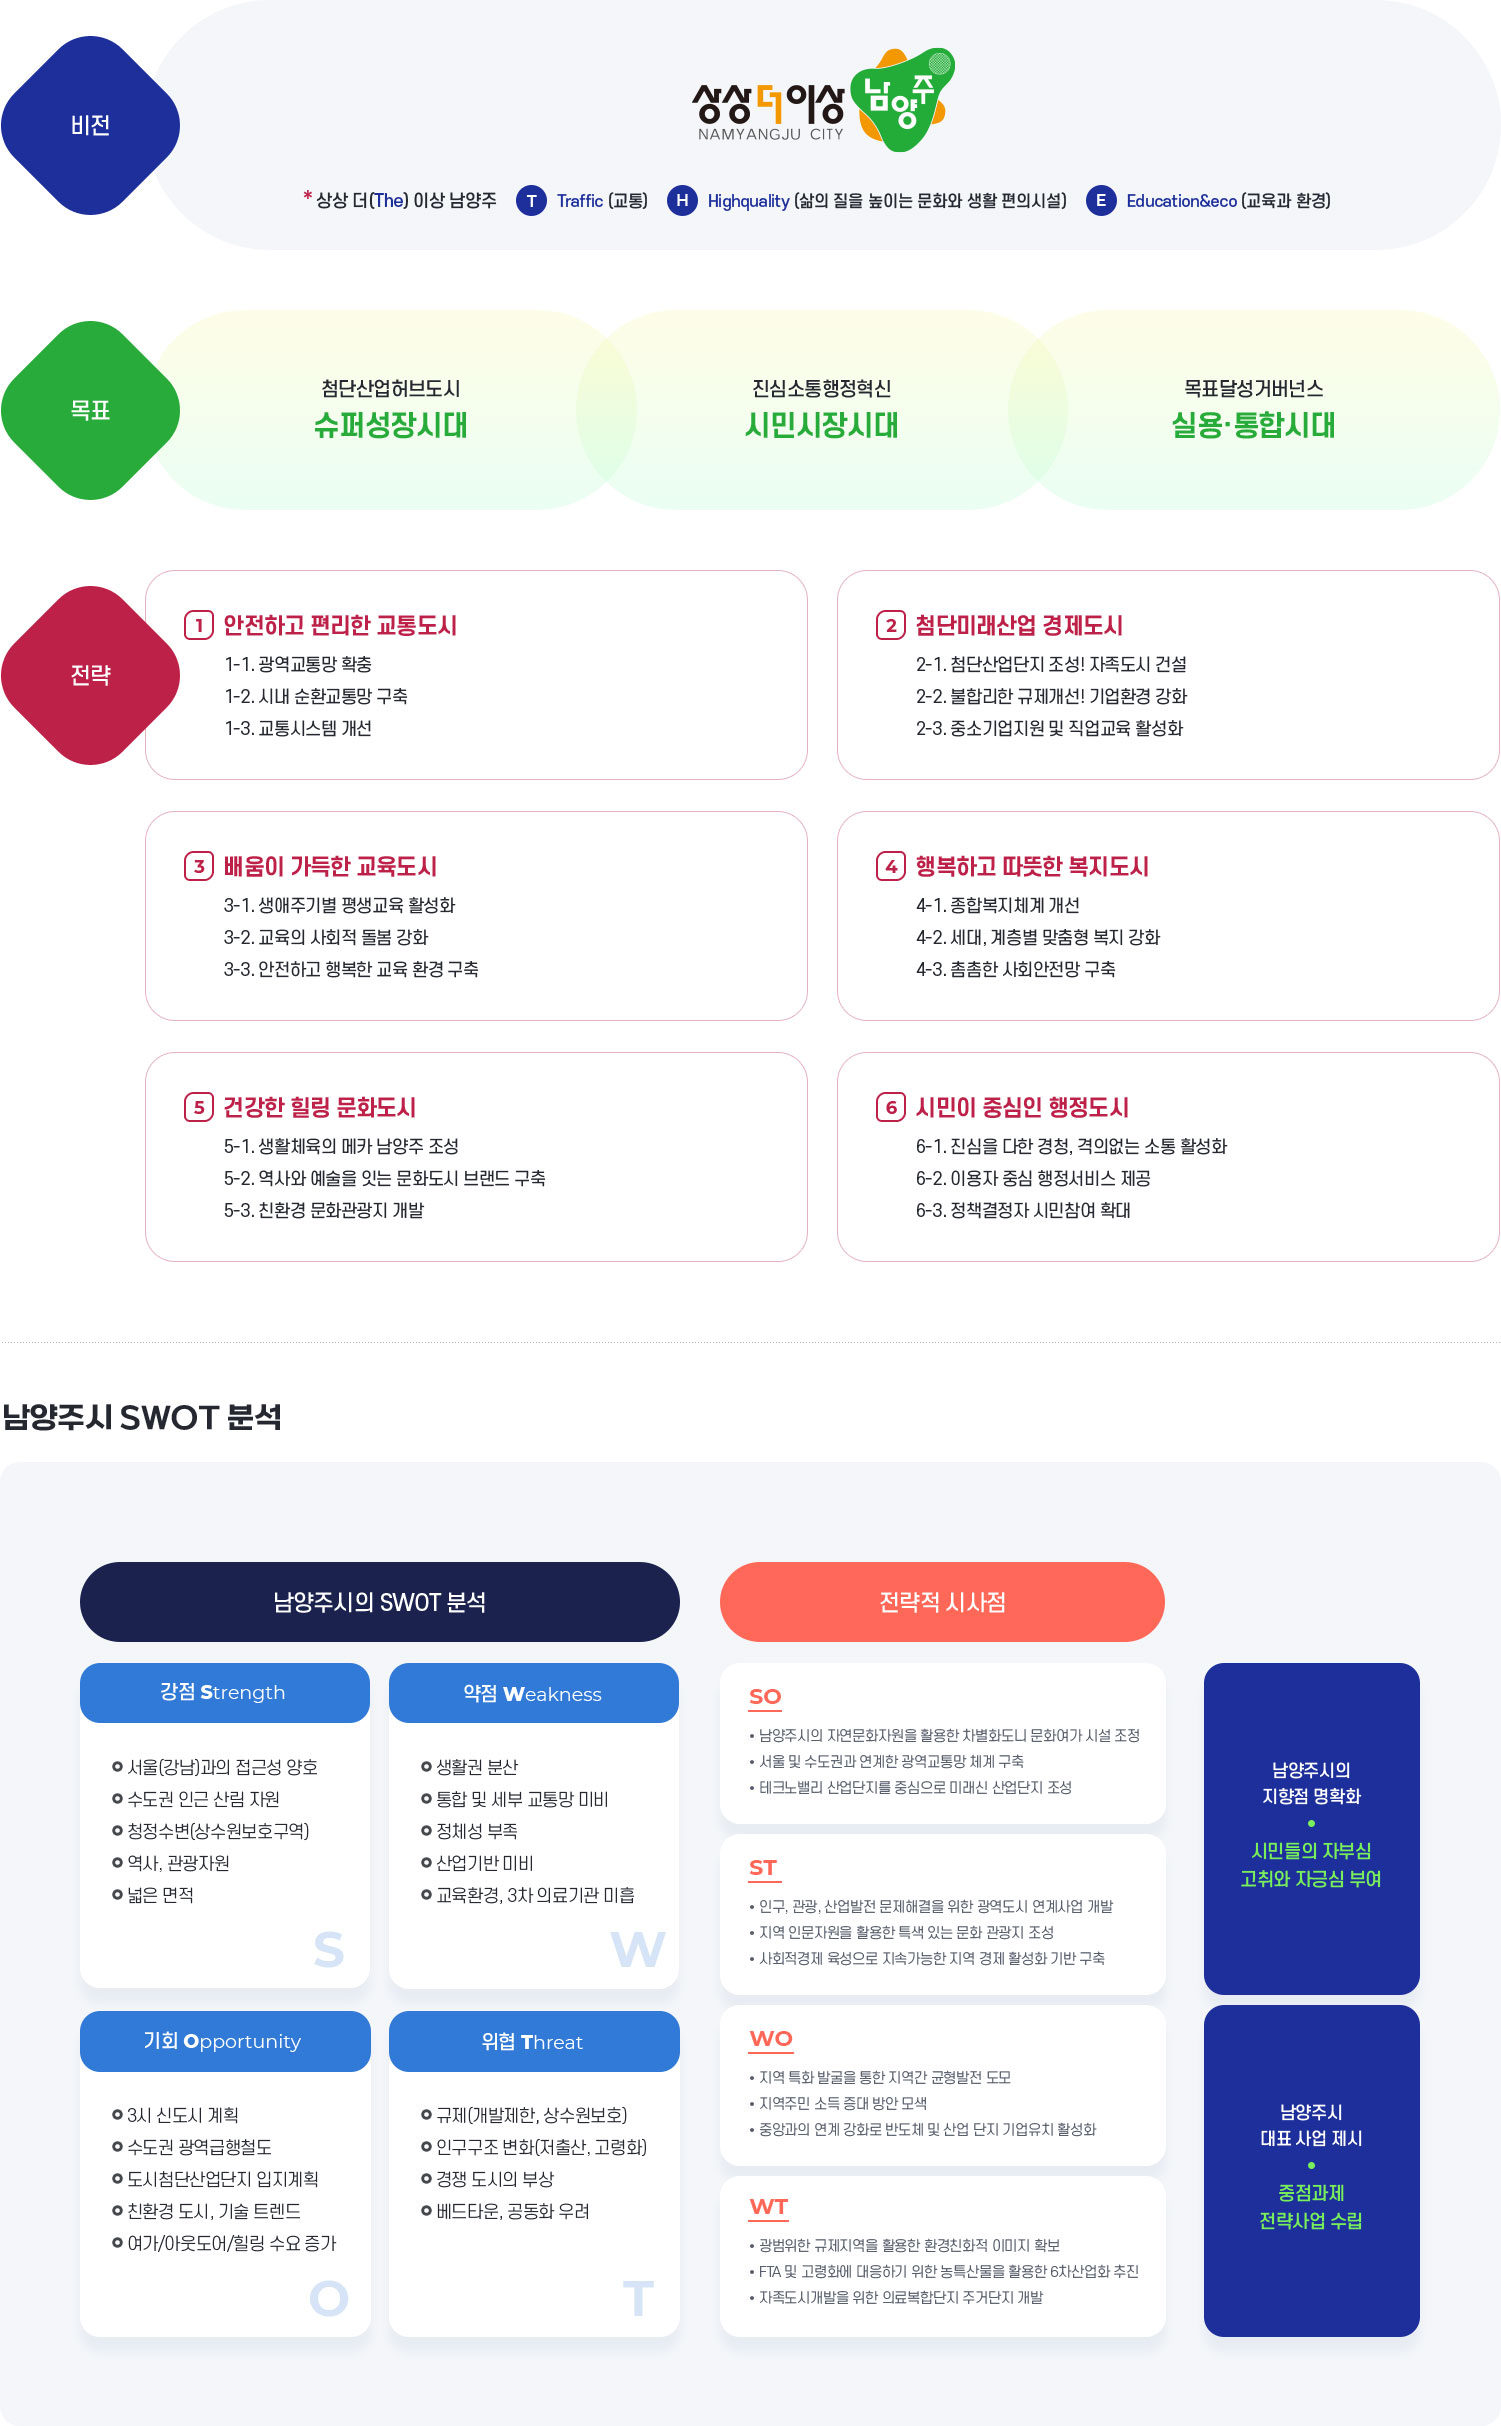 비전
상상 더 이상 남양주
NAMYANGJU CITY
* 상상 더(The) 이상 남양주 T Traffic (교통) H Highquality (삶의 질을 높이는 문화와 생활 편의시설) E Education&eco (교육과 환경)
목표
첨단산업허브도시
슈퍼성장시대
진심소통행정혁신
시민시장시대
목표달성거버넌스
실용·통합시대
전략
1 안전하고 편리한 교통도시
1-1. 광역교통망 확충
1-2. 시내 순환교통망 구축
1-3. 교통시스템 개선
2 첨단미래산업 경제도시
2-1. 첨단산업단지 조성! 자족도시 건설
2-2. 불합리한 규제개선! 기업환경 강화
2-3. 중소기업지원 및 직업교육 활성화
3 배움이 가득한 교육도시
3-1. 생애주기별 평생교육 활성화
3-2. 교육의 사회적 돌봄 강화
3-3. 안전하고 행복한 교육 환경 구축
4 행복하고 따뜻한 복지도시
4-1. 종합복지체계 개선
4-2. 세대, 계층별 맞춤형 복지 강화
4-3. 촘촘한 사회안전망 구축
5 건강한 힐링 문화도시
5-1. 생활체육의 메카 남양주 조성
5-2. 역사와 예술을 잇는 문화도시 브랜드 구축
5-3. 친환경 문화관광지 개발
6 시민이 중심인 행정도시
6-1. 진심을 다한 경청, 격의없는 소통 활성화
6-2. 이용자 중심 행정서비스 제공
6-3. 정책결정자 시민참여 확대
남양주시 SWOT 분석
남양주시의 SWOT 분석
강점 Strength
서울(강남)과의 접근성 양호
수도권 인근 산림 자원
청정수변(상수원보호구역)
역사, 관광자원
넓은 면적
S
약점 Weakness
생활권 분산
통합 및 세부 교통망 미비
정체성 부족
산업기반 미비
교육환경, 3차 의료기관 미흡
W
기회 Opportunity
3시 신도시 계획
수도권 광역급행철도
도시첨단산업단지 입지계획
친환경 도시, 기술 트렌드
여가/아웃도어/힐링 수요 증가
O
위협 Threat
규제(개발제한, 상수원보호)
인구구조 변화(저출산, 고령화)
경쟁 도시의 부상
베드타운, 공동화 우려
T
전략적 시사점
SO
• 남양주시의 자연문화자원을 활용한 차별화도니 문화여가 시설 조정
• 서울 및 수도권과 연계한 광역교통망 체계 구축
• 테크노밸리 산업단지를 중심으로 미래신 산업단지 조성
ST
• 인구, 관광, 산업발전 문제해결을 위한 광역도시 연계사업 개발
• 지역 인문자원을 활용한 특색 있는 문화 관광지 조성
• 사회적경제 육성으로 지속가능한 지역 경제 활성화 기반 구축
WO
• 지역 특화 발굴을 통한 지역간 균형발전 도모
• 지역주민 소득 증대 방안 모색
• 중앙과의 연계 강화로 반도체 및 산업 단지 기업유치 활성화
WT
• 광범위한 규제지역을 활용한 환경친화적 이미지 확보
• FTA 및 고령화에 대응하기 위한 농특산물을 활용한 6차산업화 추진
• 자족도시개발을 위한 의료복합단지 주거단지 개발
남양주시의
지향점 명확화
시민들의 자부심
고취와 자긍심 부여
남양주시
대표 사업 제시
중점과제
전략사업 수립